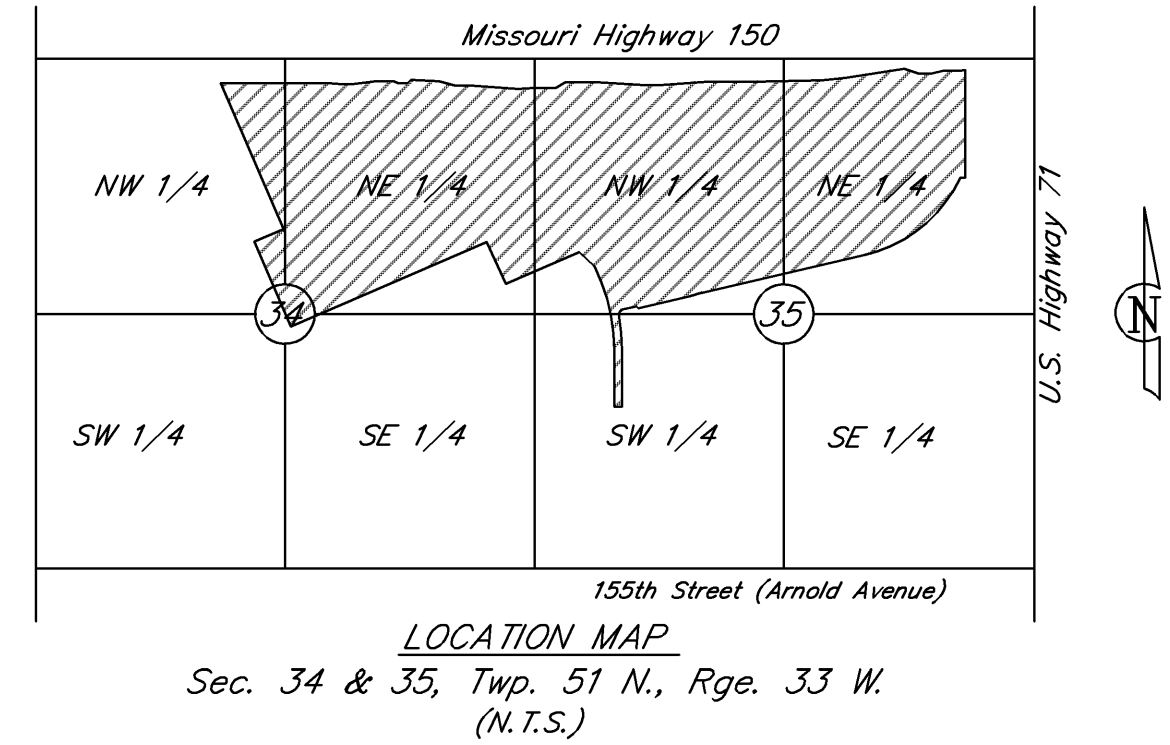 Missouri Highway 150
NW 1/4
NE 1/4
NW 1/4
NE 1/4
U.S. Highway 71
N
34
35
SW 1/4
SE 1/4
SW 1/4
SE 1/4
155th Street (Arnold Avenue)
LOCATION MAP
Sec. 34 & 35, Twp. 51 N., Rge. 33 W.
(N.T.S.)